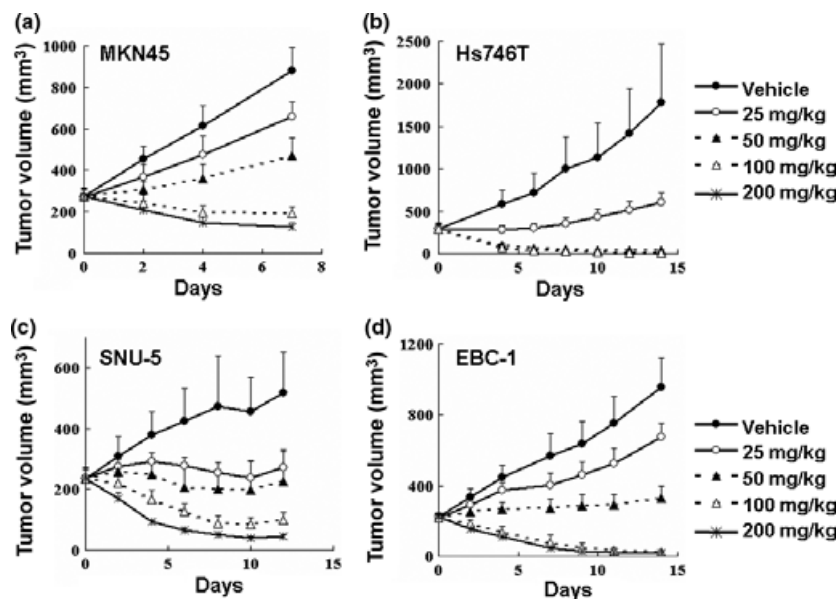 (a)
MKN45
Tumor volume (mm³)
1000
800
600
400
200
0
0 2 4 6 8
Days
(b)
Hs746T
Tumor volume (mm³)
2500
2000
1500
1000
500
0
0 5 10 15
Days
Vehicle
25 mg/kg
50 mg/kg
100 mg/kg
200 mg/kg
(c)
SNU-5
Tumor volume (mm³)
600
400
200
0
0 5 10 15
Days
(d)
EBC-1
Tumor volume (mm³)
1200
800
400
0
0 5 10 15
Days
Vehicle
25 mg/kg
50 mg/kg
100 mg/kg
200 mg/kg